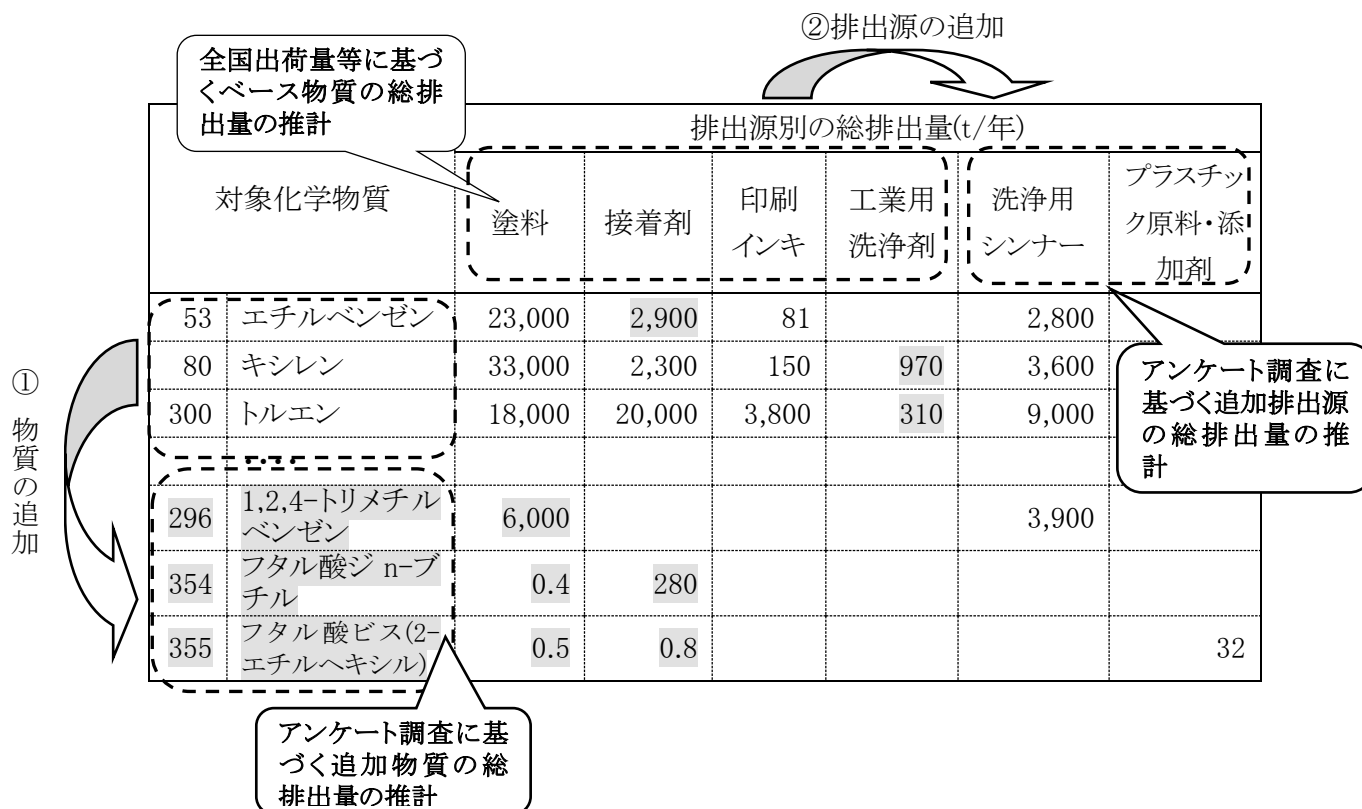 ②排出源の追加
全国出荷量等に基づ
くベース物質の総排
出量の推計
排出源別の総排出量(t/年)
対象化学物質
塗料
接着剤
印刷
インキ
工業用
洗浄剤
洗浄用
シンナー
プラスチッ
ク原料・添
加剤
53 エチルベンゼン 23,000 2,900 81 2,800
80 キシレン 33,000 2,300 150 970 3,600
300 トルエン 18,000 20,000 3,800 310 9,000
・・・・
296 1,2,4-トリメチル
ベンゼン 6,000 3,900
354 フタル酸ジ n-ブ
チル 0.4 280
355 フタル酸ビス(2-
エチルヘキシル) 0.5 0.8 32
①
物質の追加
アンケート調査に
基づく追加排出源
の総排出量の推
計
アンケート調査に基
づく追加物質の総
排出量の推計